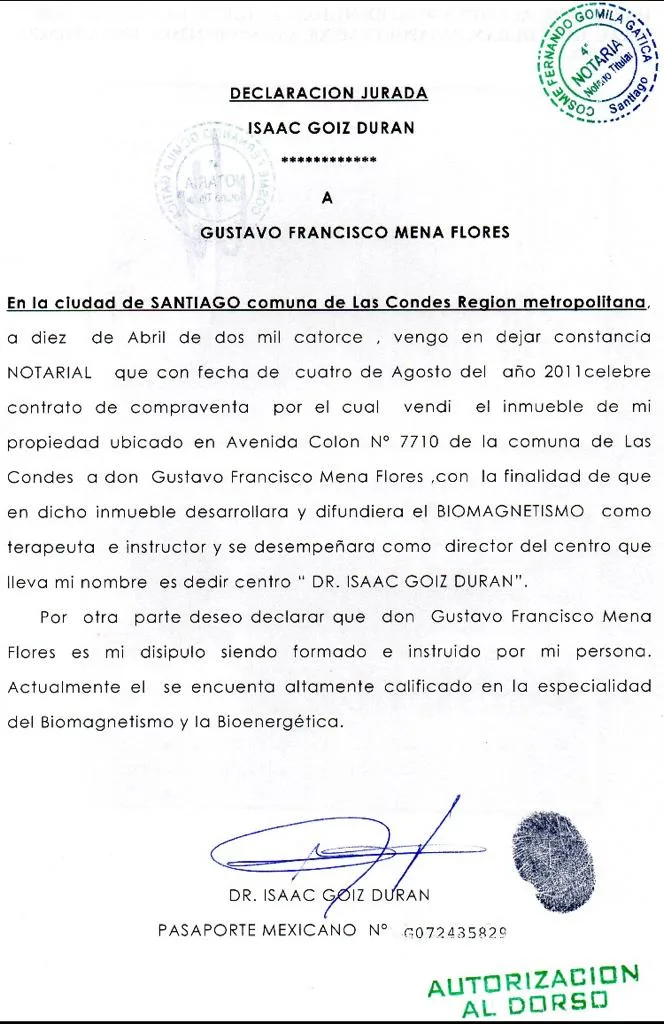 COSME FERNANDO GOMILA GATICA
4°
NOTARIA
Notario Titular
Santiago
DECLARACION JURADA
ISAAC GOIZ DURAN
************
A
GUSTAVO FRANCISCO MENA FLORES
En la ciudad de SANTIAGO comuna de Las Condes Region metropolitana,
a diez de Abril de dos mil catorce , vengo en dejar constancia
NOTARIAL que con fecha de cuatro de Agosto del año 2011celebre
contrato de compraventa por el cual vendi el inmueble de mi
propiedad ubicado en Avenida Colon Nº 7710 de la comuna de Las
Condes a don Gustavo Francisco Mena Flores ,con la finalidad de que
en dicho inmueble desarrollara y difundiera el BIOMAGNETISMO como
terapeuta e instructor y se desempeñara como director del centro que
lleva mi nombre es dedir centro “ DR. ISAAC GOIZ DURAN”.
Por otra parte deseo declarar que don Gustavo Francisco Mena
Flores es mi disipulo siendo formado e instruido por mi persona.
Actualmente el se encuenta altamente calificado en la especialidad
del Biomagnetismo y la Bioenergética.
DR. ISAAC GOIZ DURAN
PASAPORTE MEXICANO Nº G072435829
AUTORIZACION
AL DORSO